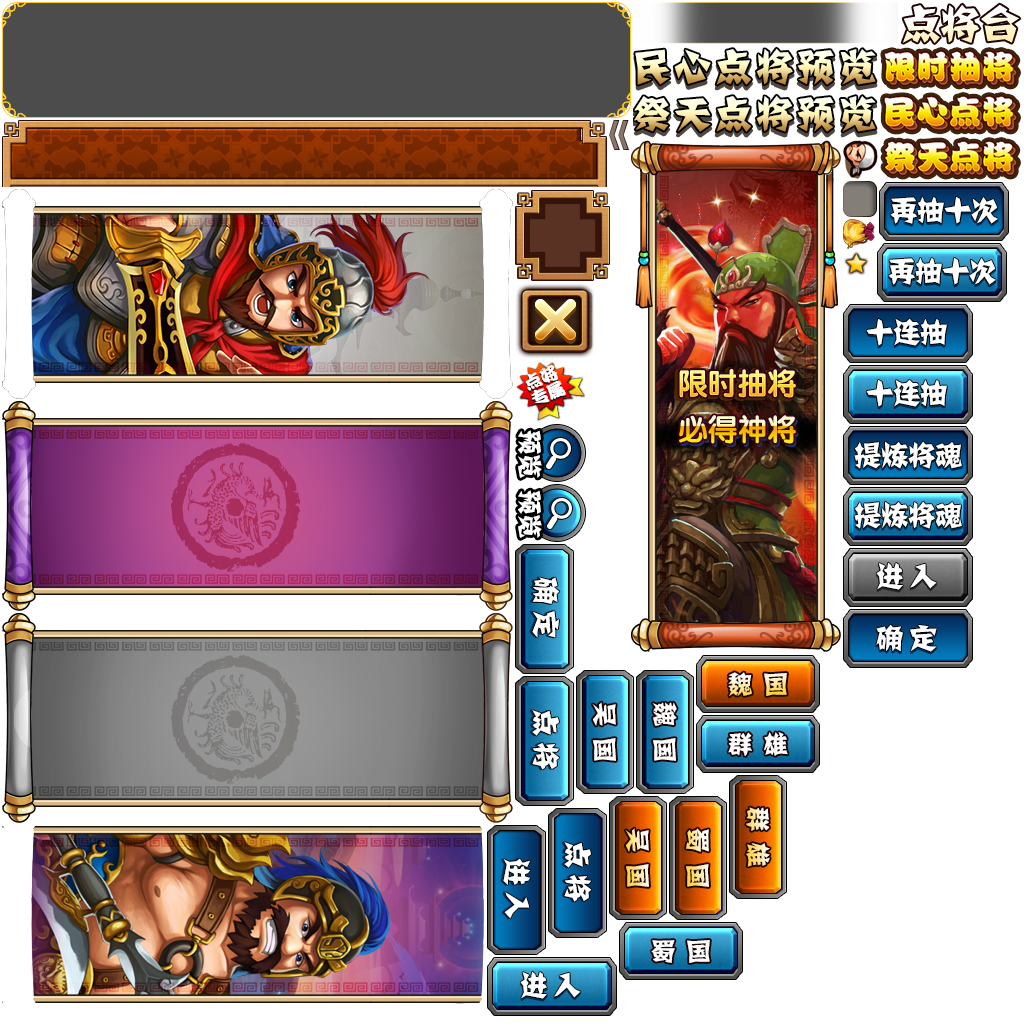 点将台
民心点将预览
限时抽将
祭天点将预览
民心点将
祭天点将
再抽十次
再抽十次
十连抽
限时抽将
十连抽
点将
专属
必得神将
预览
提炼将魂
预览
提炼将魂
进入
确定
确定
魏国
点将
吴国
魏国
群雄
群雄
进入
点将
吴国
蜀国
蜀国
进入